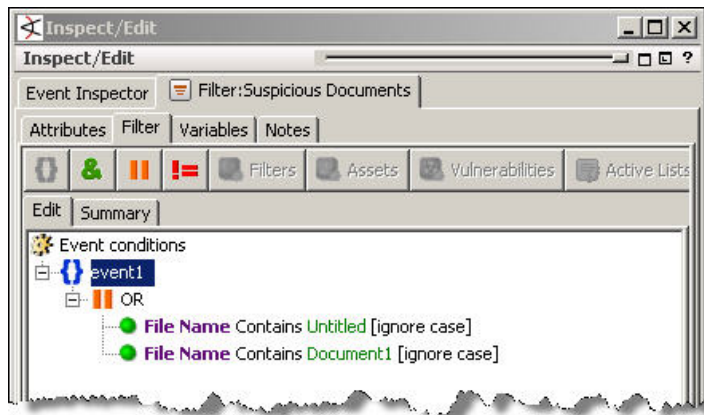 Inspect/Edit
Inspect/Edit ?
Event Inspector Filter:Suspicious Documents
Attributes Filter Variables Notes
{} & || != Filters Assets Vulnerabilities Active Lists
Edit Summary
Event conditions
{} event1
|| OR
File Name Contains Untitled [ignore case]
File Name Contains Document1 [ignore case]